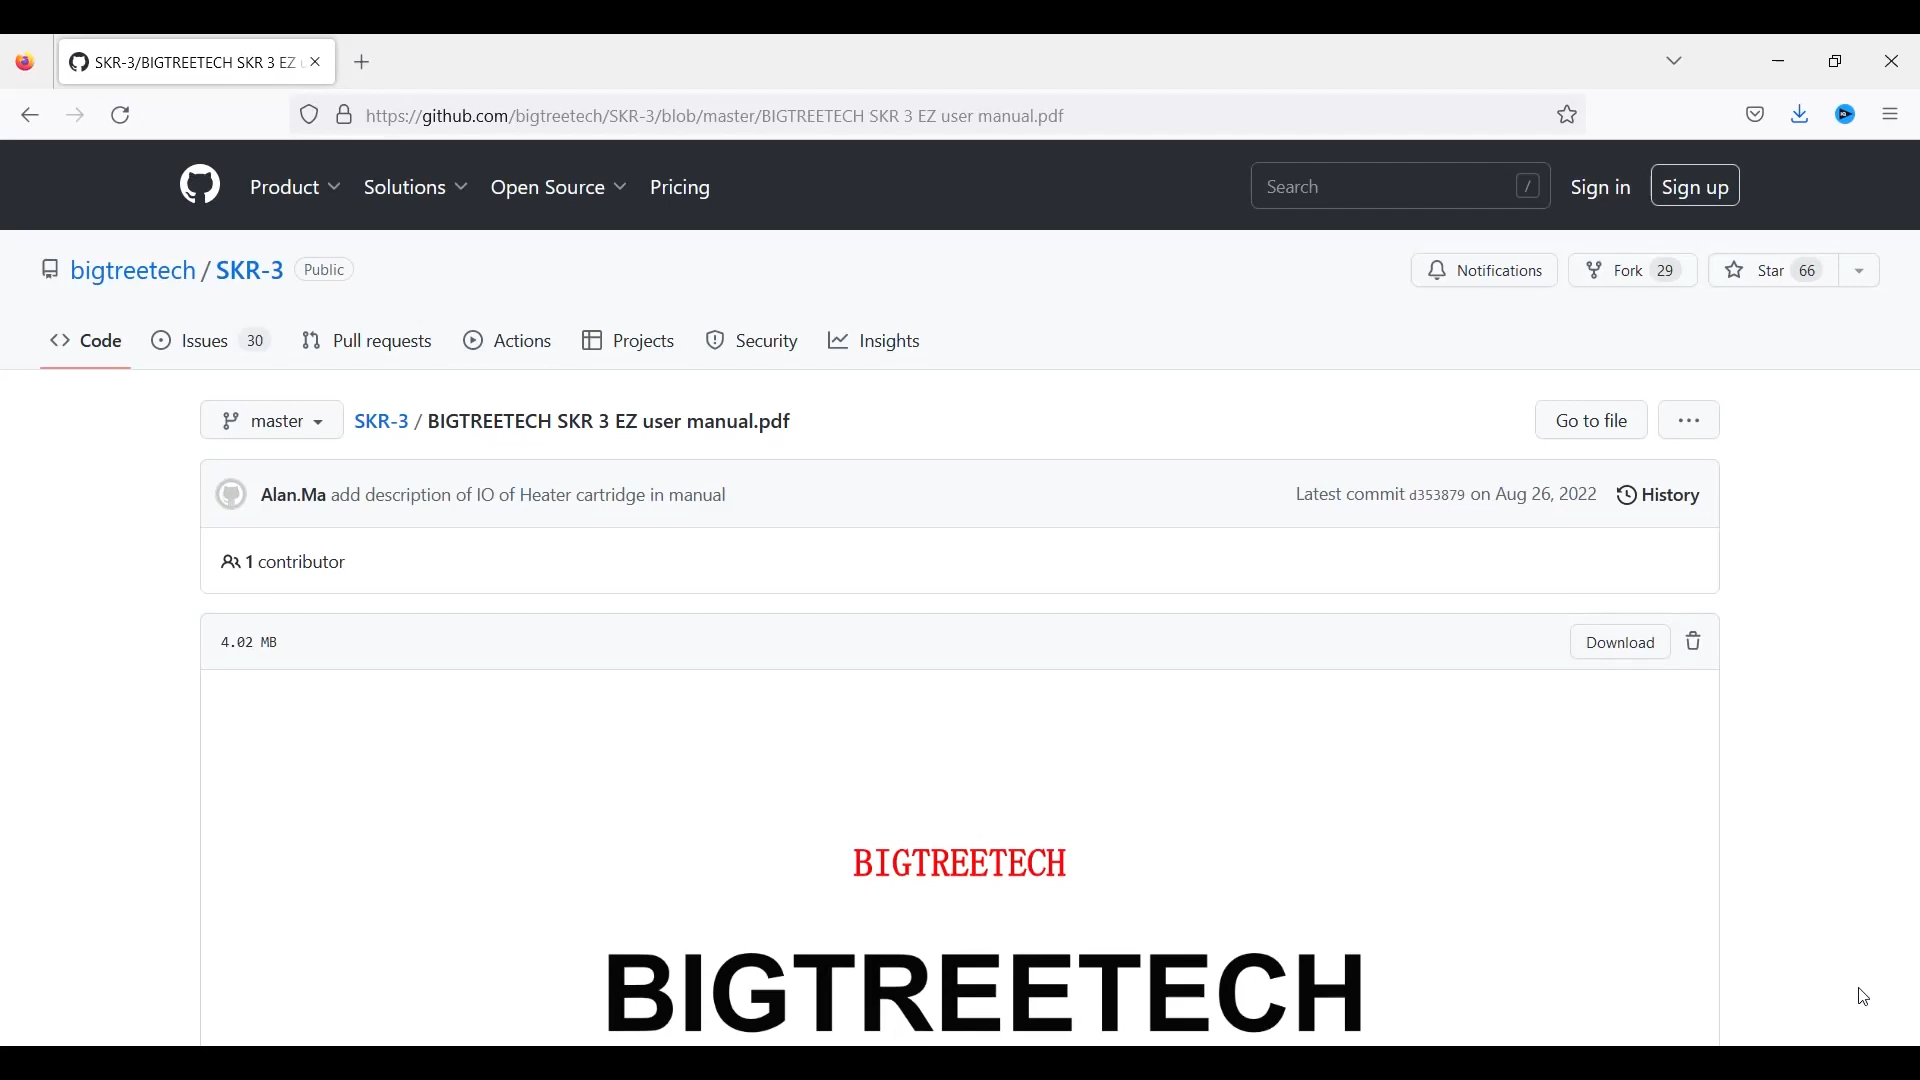 SKR-3/BIGTREETECH SKR 3 EZ
https://github.com/bigtreetech/SKR-3/blob/master/BIGTREETECH SKR 3 EZ user manual.pdf
Product Solutions Open Source Pricing Search / Sign in Sign up
bigtreetech / SKR-3 Public Notifications Fork 29 Star 66
Code Issues 30 Pull requests Actions Projects Security Insights
master SKR-3 / BIGTREETECH SKR 3 EZ user manual.pdf Go to file ...
Alan.Ma add description of IO of Heater cartridge in manual Latest commit d353879 on Aug 26, 2022 History
1 contributor
4.02 MB Download
BIGTREETECH
BIGTREETECH